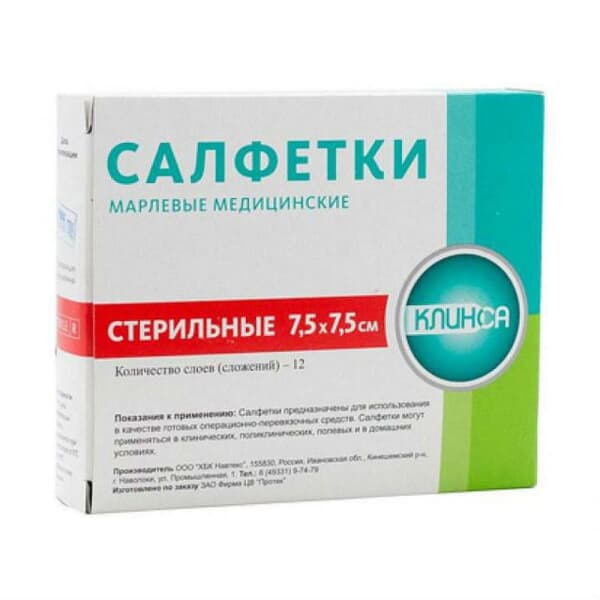 САЛФЕТКИ
МАРЛЕВЫЕ МЕДИЦИНСКИЕ
СТЕРИЛЬНЫЕ 7,5 х 7,5 см
КЛИНСА
Количество слоев (сложений) – 12
Показания к применению: Салфетки предназначены для использования
в качестве готовых операционно-перевязочных средств. Салфетки могут
применяться в клинических, поликлинических, полевых и в домашних
условиях.
Производитель ООО "ХБК Навтекс", 155830, Россия, Ивановская обл., Кинешемский р-н,
г. Наволоки, ул. Промышленная, 1. Тел.: 8 (49331) 9-74-79
Изготовлено по заказу ЗАО Фирма ЦВ "Протек"